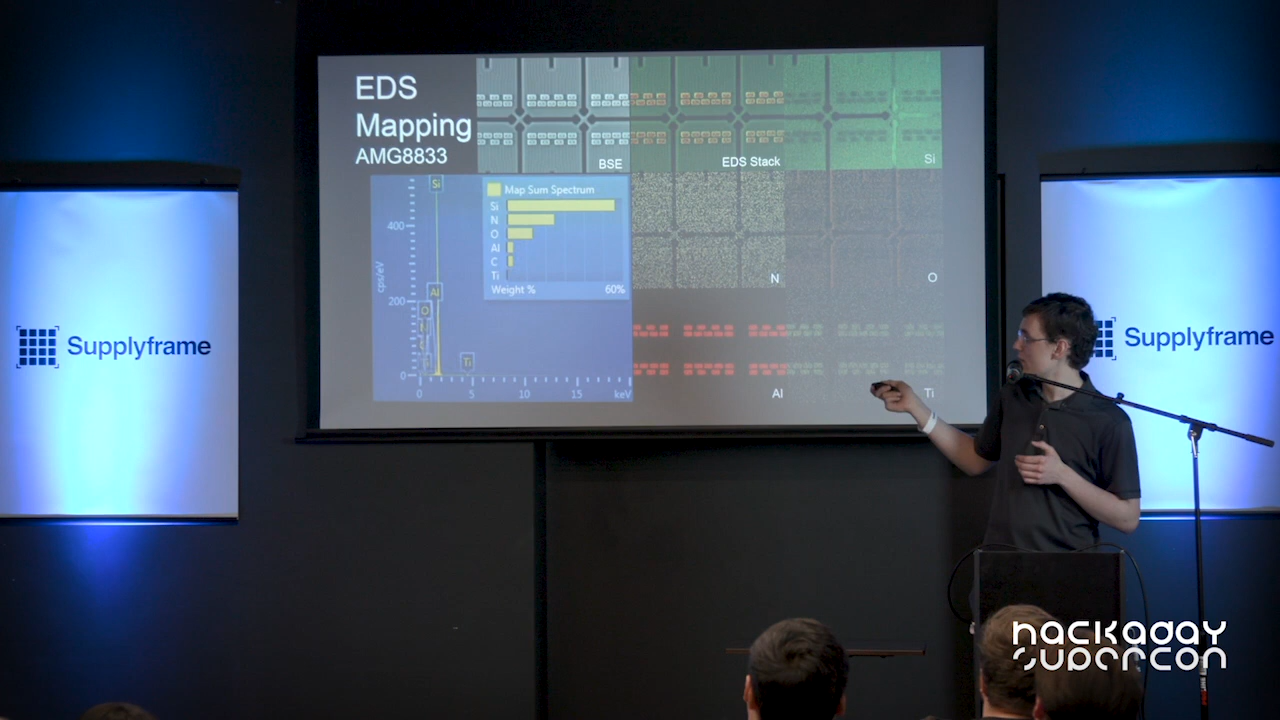 EDS
Mapping
AMG8833
BSE
EDS Stack
Si
Si
Map Sum Spectrum
Si
N
O
Al
C
Ti
Weight %
60%
400
200
0
cps/eV
Al
O
Ti
0
5
10
15
keV
N
O
Al
Ti
Supplyframe
Supplyframe
hackaday
supercon